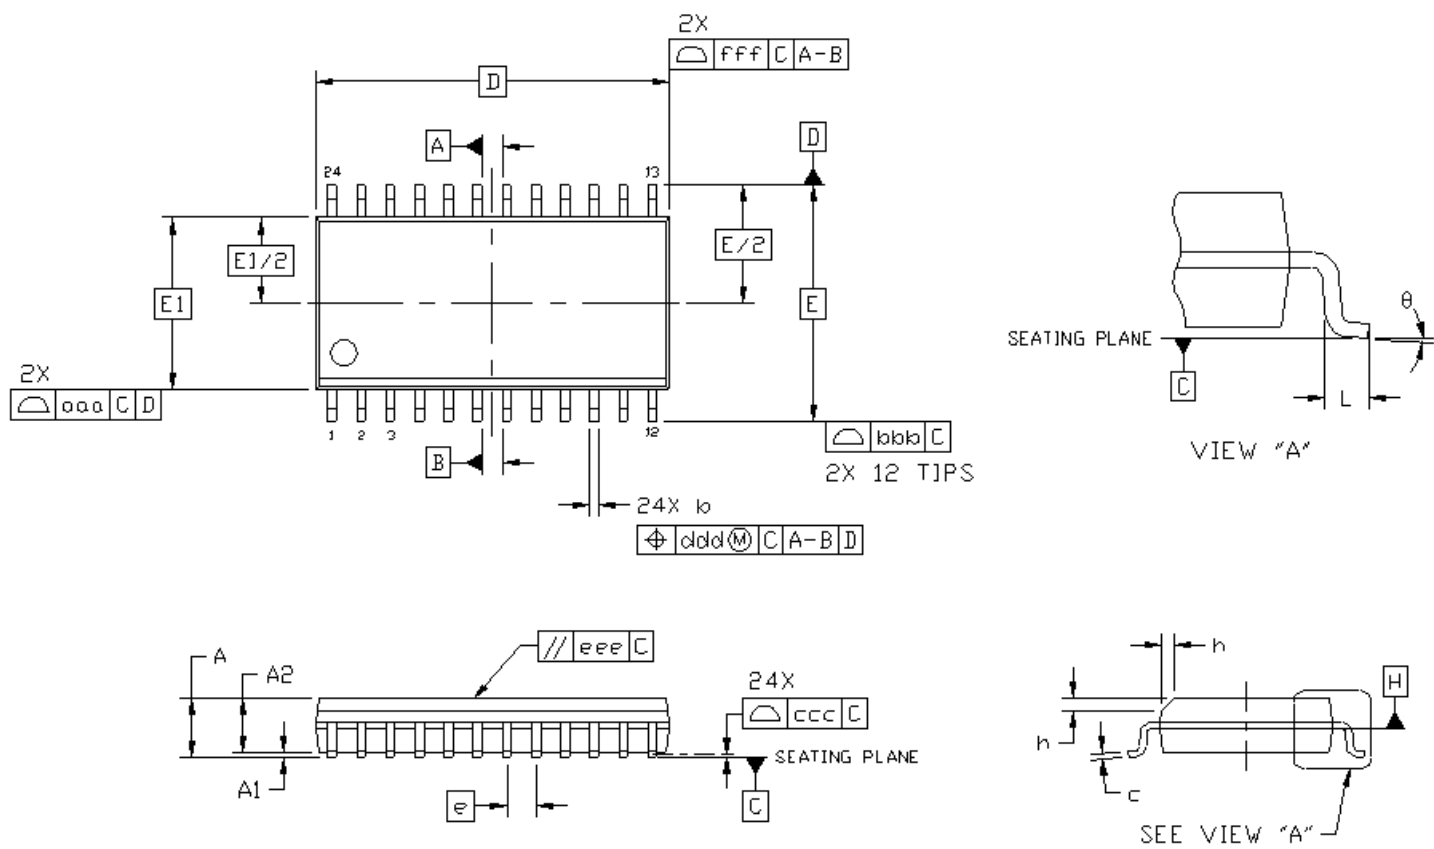 2X
⌓ fff C A-B
D
A
D
24
13
E1/2
E/2
E1
E
θ
SEATING PLANE
C
L
VIEW "A"
2X
⌓ aaa C D
1 2 3
12
B
⌓ bbb C
2X 12 TIPS
24X b
⌖ ddd Ⓜ C A-B D
// eee C
A
A2
A1
24X
⌓ ccc C
SEATING PLANE
e
C
h
H
h
c
SEE VIEW "A"